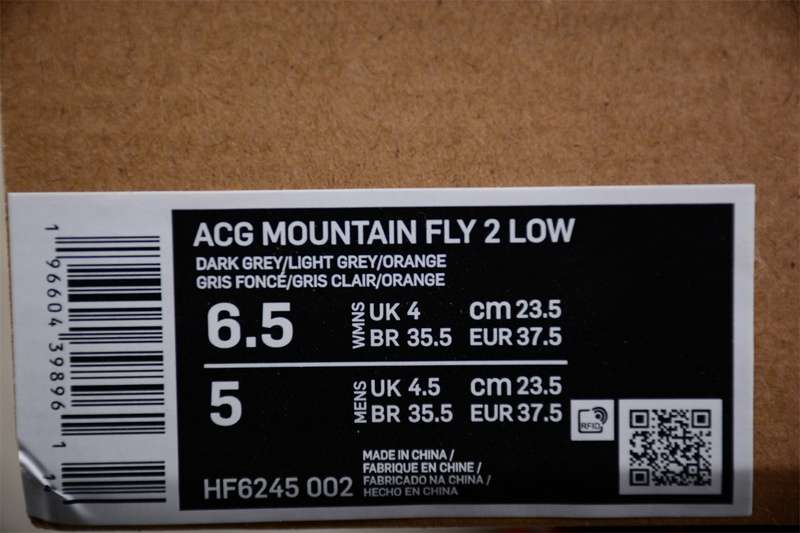 ACG MOUNTAIN FLY 2 LOW
DARK GREY/LIGHT GREY/ORANGE
GRIS FONCÉ/GRIS CLAIR/ORANGE
6.5 WMNS UK 4 cm 23.5
BR 35.5 EUR 37.5
5 MENS UK 4.5 cm 23.5
BR 35.5 EUR 37.5
RFID
MADE IN CHINA /
FABRIQUE EN CHINE /
FABRICADO NA CHINA /
HECHO EN CHINA
HF6245 002
1 96604 39896 1